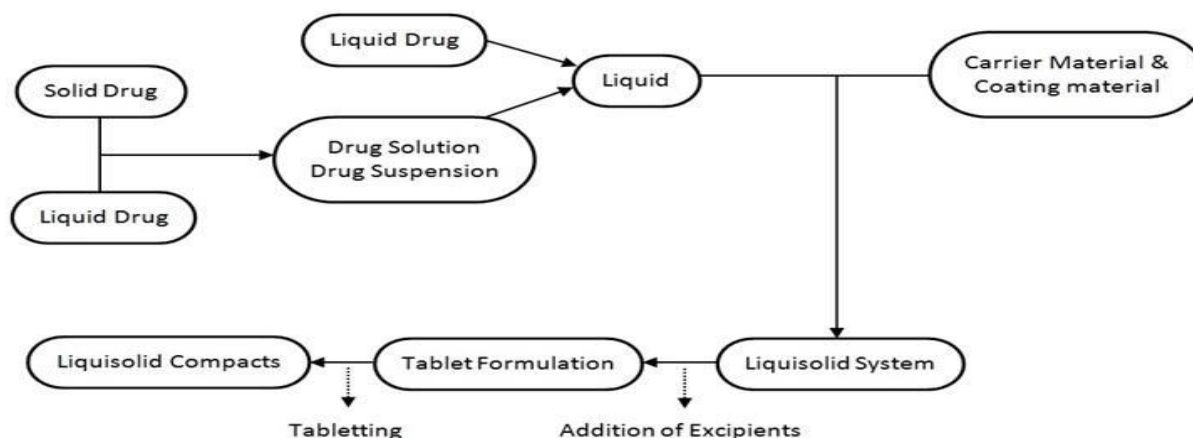 Liquid Drug
Solid Drug
Liquid
Carrier Material &
Coating material
Drug Solution
Drug Suspension
Liquid Drug
Liquisolid Compacts
Tablet Formulation
Liquisolid System
Tabletting
Addition of Excipients